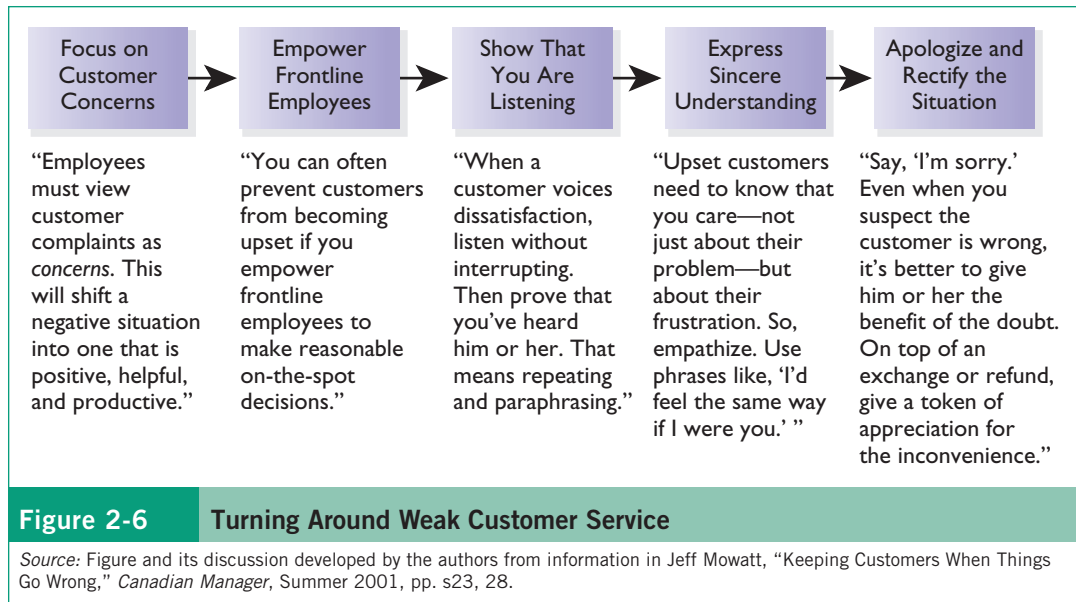 Focus on
Customer
Concerns
Empower
Frontline
Employees
Show That
You Are
Listening
Express
Sincere
Understanding
Apologize and
Rectify the
Situation
“Employees
must view
customer
complaints as
concerns. This
will shift a
negative situation
into one that is
positive, helpful,
and productive.”
“You can often
prevent customers
from becoming
upset if you
empower
frontline
employees to
make reasonable
on-the-spot
decisions.”
“When a
customer voices
dissatisfaction,
listen without
interrupting.
Then prove that
you’ve heard
him or her. That
means repeating
and paraphrasing.”
“Upset customers
need to know that
you care—not
just about their
problem—but
about their
frustration. So,
empathize. Use
phrases like, ‘I’d
feel the same way
if I were you.’ ”
“Say, ‘I’m sorry.’
Even when you
suspect the
customer is wrong,
it’s better to give
him or her the
benefit of the doubt.
On top of an
exchange or refund,
give a token of
appreciation for
the inconvenience.”
Figure 2-6 Turning Around Weak Customer Service
Source: Figure and its discussion developed by the authors from information in Jeff Mowatt, “Keeping Customers When Things
Go Wrong,” Canadian Manager, Summer 2001, pp. s23, 28.